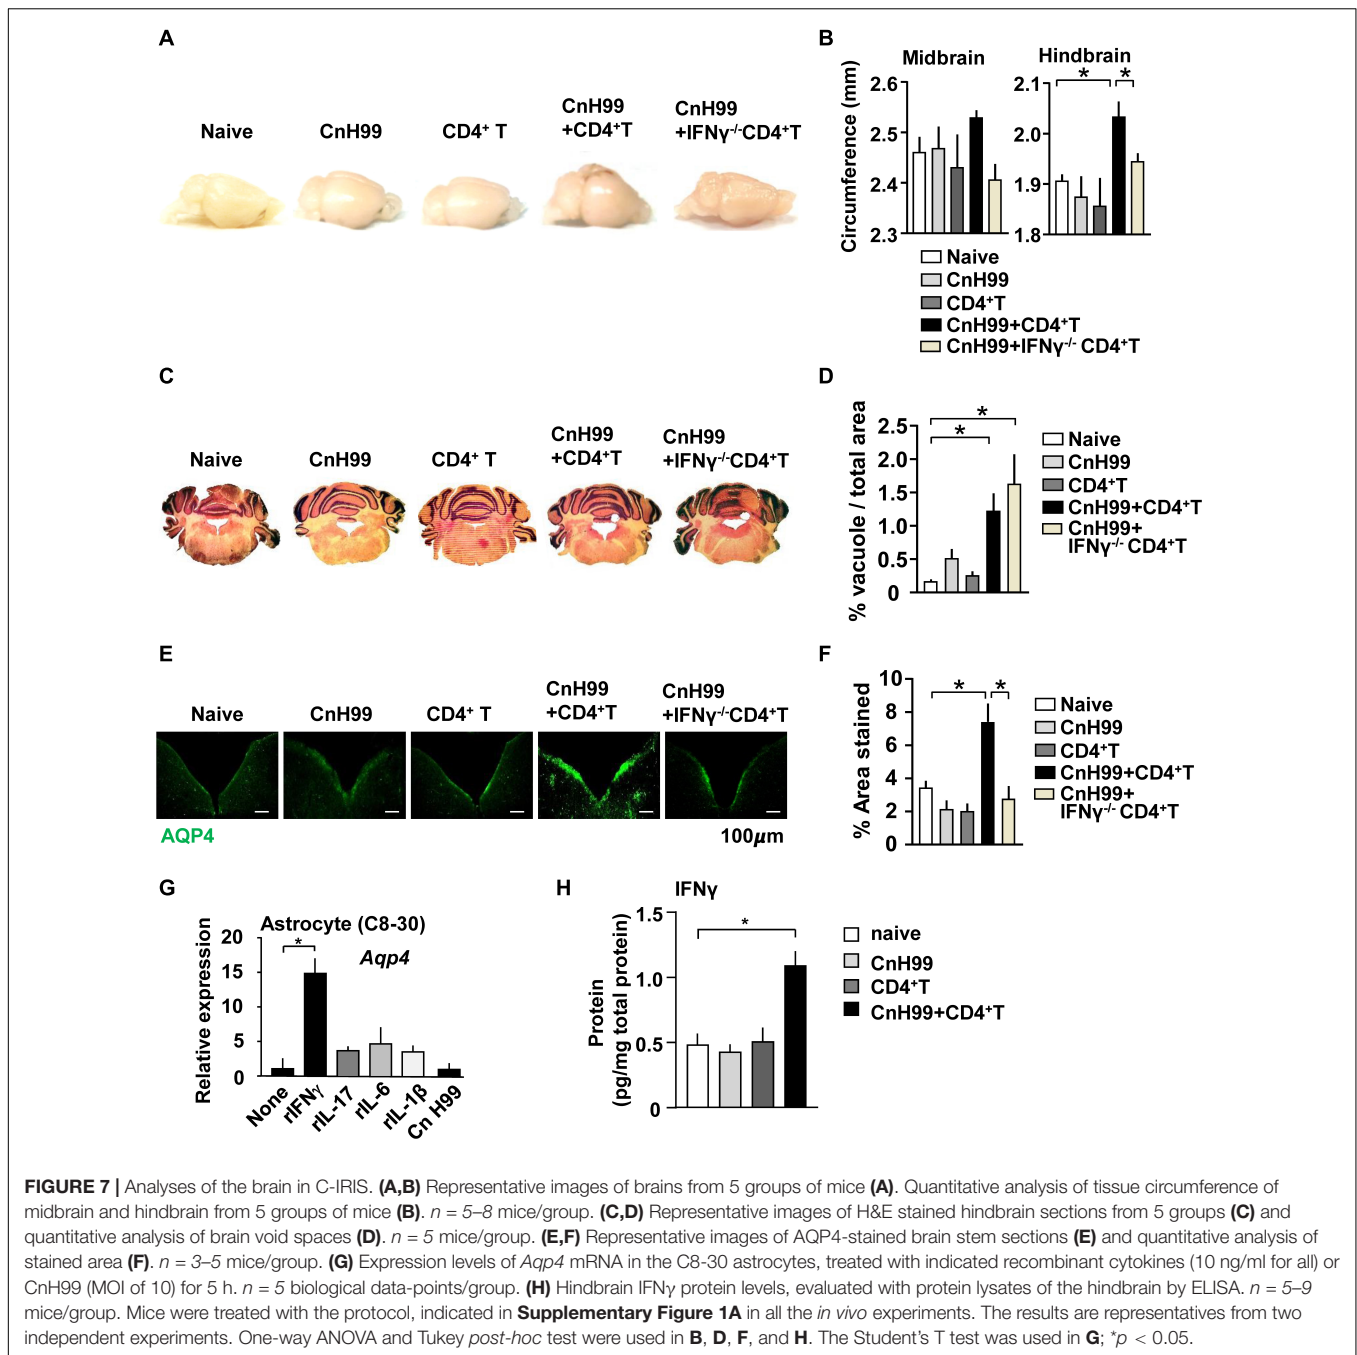 A
Naive
CnH99
CD4⁺ T
CnH99
+CD4⁺T
CnH99
+IFNγ⁻/⁻CD4⁺T
B
Midbrain
Hindbrain
Circumference (mm)
2.6
2.5
2.4
2.3
2.1
2.0
1.9
1.8
*
*
Naive
CnH99
CD4⁺T
CnH99+CD4⁺T
CnH99+IFNγ⁻/⁻ CD4⁺T
C
Naive
CnH99
CD4⁺ T
CnH99
+CD4⁺T
CnH99
+IFNγ⁻/⁻CD4⁺T
D
% vacuole / total area
2.5
2.0
1.5
1.0
0.5
0
*
*
Naive
CnH99
CD4⁺T
CnH99+CD4⁺T
CnH99+
IFNγ⁻/⁻ CD4⁺T
E
Naive
CnH99
CD4⁺ T
CnH99
+CD4⁺T
CnH99
+IFNγ⁻/⁻CD4⁺T
AQP4
100μm
F
% Area stained
10
8
6
4
2
0
*
*
Naive
CnH99
CD4⁺T
CnH99+CD4⁺T
CnH99+
IFNγ⁻/⁻ CD4⁺T
G
Astrocyte (C8-30)
Aqp4
Relative expression
20
15
10
5
0
*
None
rIFNγ
rIL-17
rIL-6
rIL-1β
Cn H99
H
IFNγ
Protein
(pg/mg total protein)
1.5
1.0
0.5
0
*
naive
CnH99
CD4⁺T
CnH99+CD4⁺T
FIGURE 7 | Analyses of the brain in C-IRIS. (A,B) Representative images of brains from 5 groups of mice (A). Quantitative analysis of tissue circumference of
midbrain and hindbrain from 5 groups of mice (B). n = 5–8 mice/group. (C,D) Representative images of H&E stained hindbrain sections from 5 groups (C) and
quantitative analysis of brain void spaces (D). n = 5 mice/group. (E,F) Representative images of AQP4-stained brain stem sections (E) and quantitative analysis of
stained area (F). n = 3–5 mice/group. (G) Expression levels of Aqp4 mRNA in the C8-30 astrocytes, treated with indicated recombinant cytokines (10 ng/ml for all) or
CnH99 (MOI of 10) for 5 h. n = 5 biological data-points/group. (H) Hindbrain IFNγ protein levels, evaluated with protein lysates of the hindbrain by ELISA. n = 5–9
mice/group. Mice were treated with the protocol, indicated in Supplementary Figure 1A in all the in vivo experiments. The results are representatives from two
independent experiments. One-way ANOVA and Tukey post-hoc test were used in B, D, F, and H. The Student's T test was used in G; *p < 0.05.